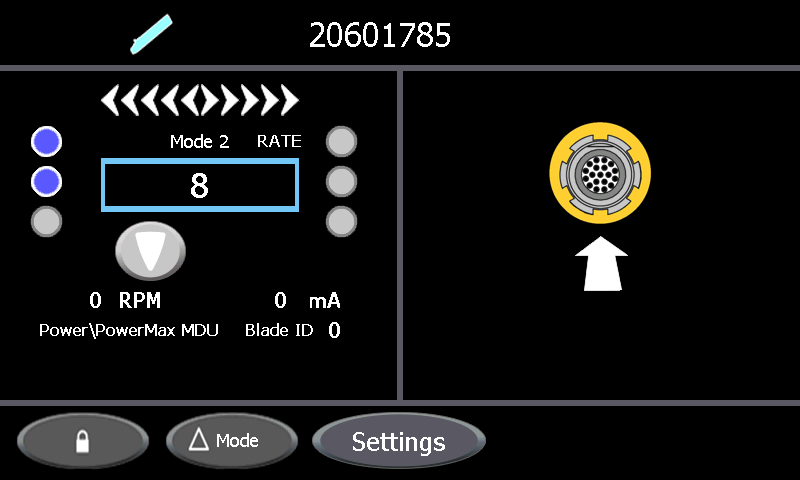 20601785
Mode 2 RATE
8
0 RPM 0 mA
Power\PowerMax MDU Blade ID 0
Mode Settings